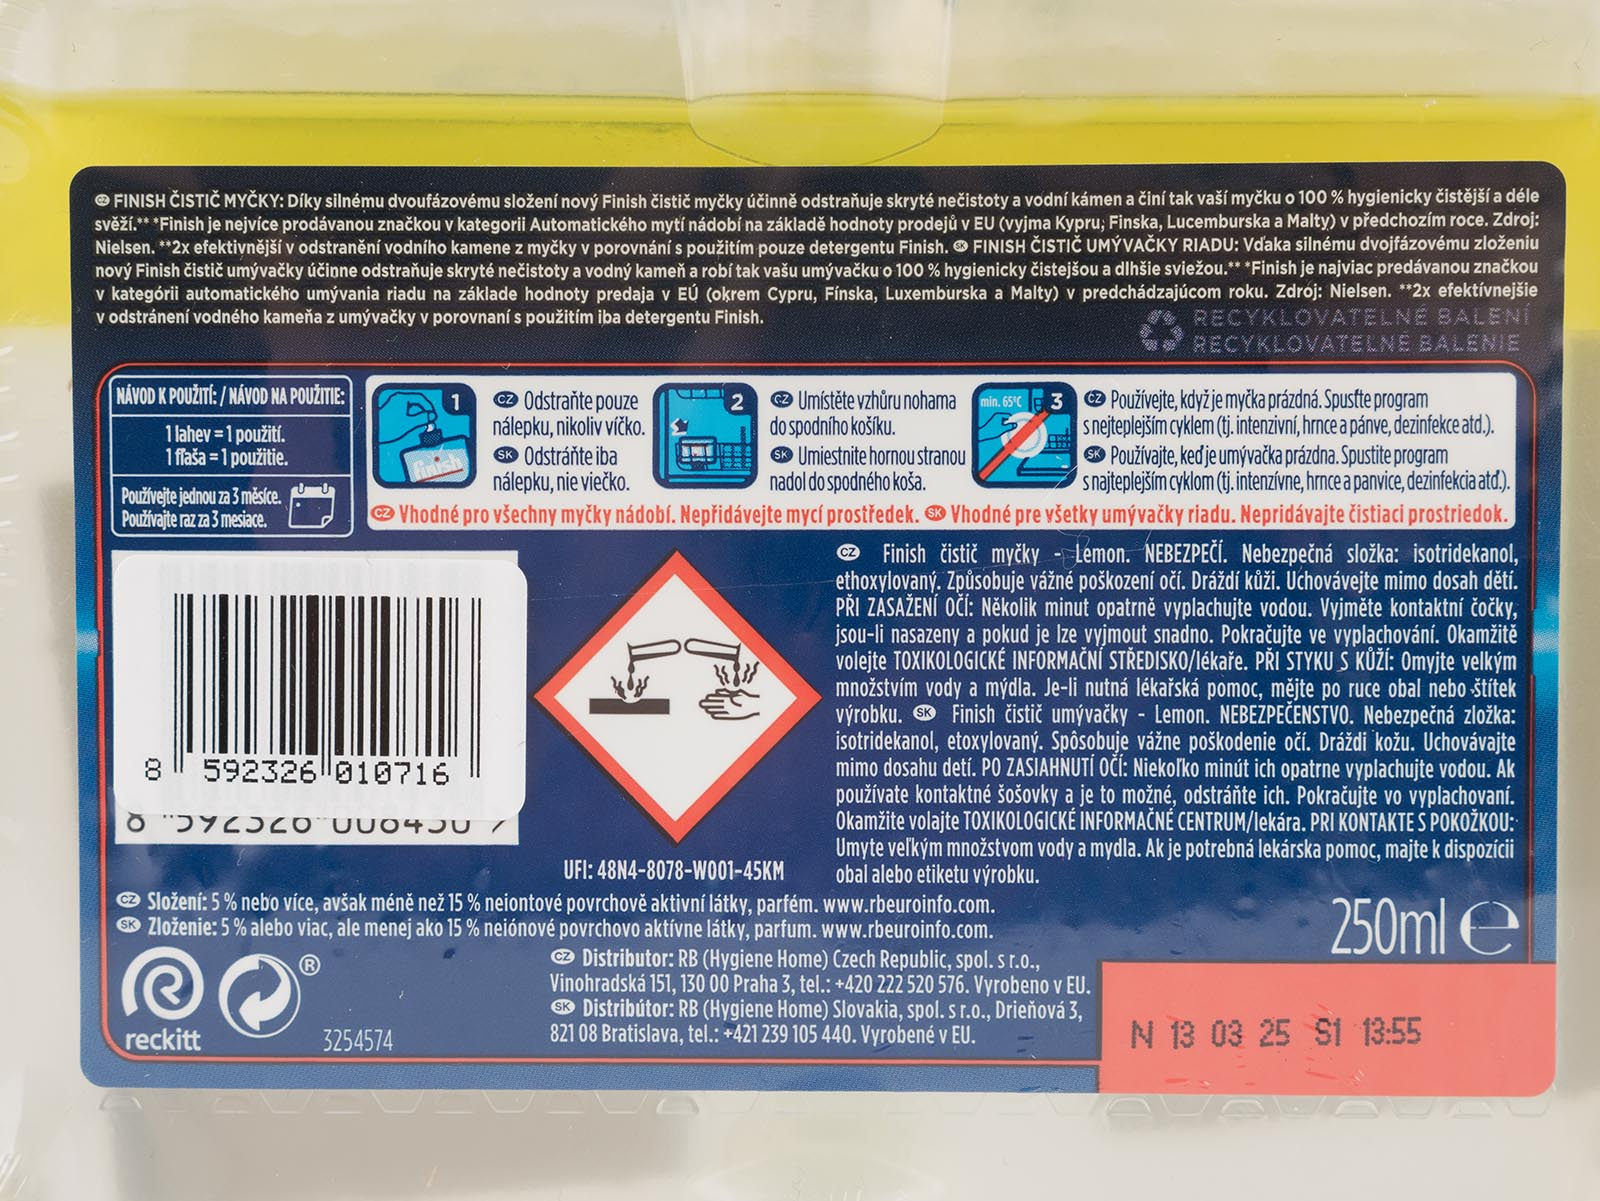 CZ FINISH ČISTIČ MYČKY: Díky silnému dvoufázovému složení nový Finish čistič myčky účinně odstraňuje skryté nečistoty a vodní kámen a činí tak vaší myčku o 100 % hygienicky čistější a déle
svěží.** *Finish je nejvíce prodávanou značkou v kategorii Automatického mytí nádobí na základě hodnoty prodejů v EU (vyjma Kypru, Finska, Lucemburska a Malty) v předchozím roce. Zdroj:
Nielsen. **2x efektivnější v odstranění vodního kamene z myčky v porovnání s použitím pouze detergentu Finish. SK FINISH ČISTIČ UMÝVAČKY RIADU: Vďaka silnému dvojfázovému zloženiu
nový Finish čistič umývačky účinne odstraňuje skryté nečistoty a vodný kameň a robí tak vašu umývačku o 100 % hygienicky čistejšou a dlhšie sviežou.** *Finish je najviac predávanou značkou
v kategórii automatického umývania riadu na základe hodnoty predaja v EÚ (okrem Cypru, Fínska, Luxemburska a Malty) v predchádzajúcom roku. Zdroj: Nielsen. **2x efektívnejšie
v odstránení vodného kameňa z umývačky v porovnaní s použitím iba detergentu Finish.
RECYKLOVATELNÉ BALENÍ
RECYKLOVATEĽNÉ BALENIE
NÁVOD K POUŽITÍ: / NÁVOD NA POUŽITIE:
1 lahev = 1 použití.
1 fľaša = 1 použitie.
Používejte jednou za 3 měsíce.
Používajte raz za 3 mesiace.
1
finish
CZ Odstraňte pouze
nálepku, nikoliv víčko.
SK Odstráňte iba
nálepku, nie viečko.
2
CZ Umístěte vzhůru nohama
do spodního košíku.
SK Umiestnite hornou stranou
nadol do spodného koša.
min. 65°C 3
CZ Používejte, když je myčka prázdná. Spusťte program
s nejteplejším cyklem (tj. intenzivní, hrnce a pánve, dezinfekce atd.).
SK Používajte, keď je umývačka prázdna. Spustite program
s najteplejším cyklom (tj. intenzívne, hrnce a panvice, dezinfekcia atď.).
CZ Vhodné pro všechny myčky nádobí. Nepřidávejte mycí prostředek. SK Vhodné pre všetky umývačky riadu. Nepridávajte čistiaci prostriedok.
CZ Finish čistič myčky - Lemon. NEBEZPEČÍ. Nebezpečná složka: isotridekanol,
ethoxylovaný. Způsobuje vážné poškození očí. Dráždí kůži. Uchovávejte mimo dosah dětí.
PŘI ZASAŽENÍ OČÍ: Několik minut opatrně vyplachujte vodou. Vyjměte kontaktní čočky,
jsou-li nasazeny a pokud je lze vyjmout snadno. Pokračujte ve vyplachování. Okamžitě
volejte TOXIKOLOGICKÉ INFORMAČNÍ STŘEDISKO/lékaře. PŘI STYKU S KŮŽÍ: Omyjte velkým
množstvím vody a mýdla. Je-li nutná lékařská pomoc, mějte po ruce obal nebo štítek
výrobku. SK Finish čistič umývačky - Lemon. NEBEZPEČENSTVO. Nebezpečná zložka:
isotridekanol, etoxylovaný. Spôsobuje vážne poškodenie očí. Dráždi kožu. Uchovávajte
mimo dosahu detí. PO ZASIAHNUTÍ OČÍ: Niekoľko minút ich opatrne vyplachujte vodou. Ak
používate kontaktné šošovky a je to možné, odstráňte ich. Pokračujte vo vyplachovaní.
Okamžite volajte TOXIKOLOGICKÉ INFORMAČNÉ CENTRUM/lekára. PRI KONTAKTE S POKOŽKOU:
Umyte veľkým množstvom vody a mydla. Ak je potrebná lekárska pomoc, majte k dispozícii
obal alebo etiketu výrobku.
8 592326 010716
8 592326 008430 >
UFI: 48N4-8078-W001-45KM
CZ Složení: 5 % nebo více, avšak méně než 15 % neiontové povrchově aktivní látky, parfém. www.rbeuroinfo.com.
SK Zloženie: 5 % alebo viac, ale menej ako 15 % neiónové povrchovo aktívne látky, parfum. www.rbeuroinfo.com.
250ml e
reckitt
®
3254574
CZ Distributor: RB (Hygiene Home) Czech Republic, spol. s r.o.,
Vinohradská 151, 130 00 Praha 3, tel.: +420 222 520 576. Vyrobeno v EU.
SK Distribútor: RB (Hygiene Home) Slovakia, spol. s r.o., Drieňová 3,
821 08 Bratislava, tel.: +421 239 105 440. Vyrobené v EU.
N 13 03 25 S1 13:55